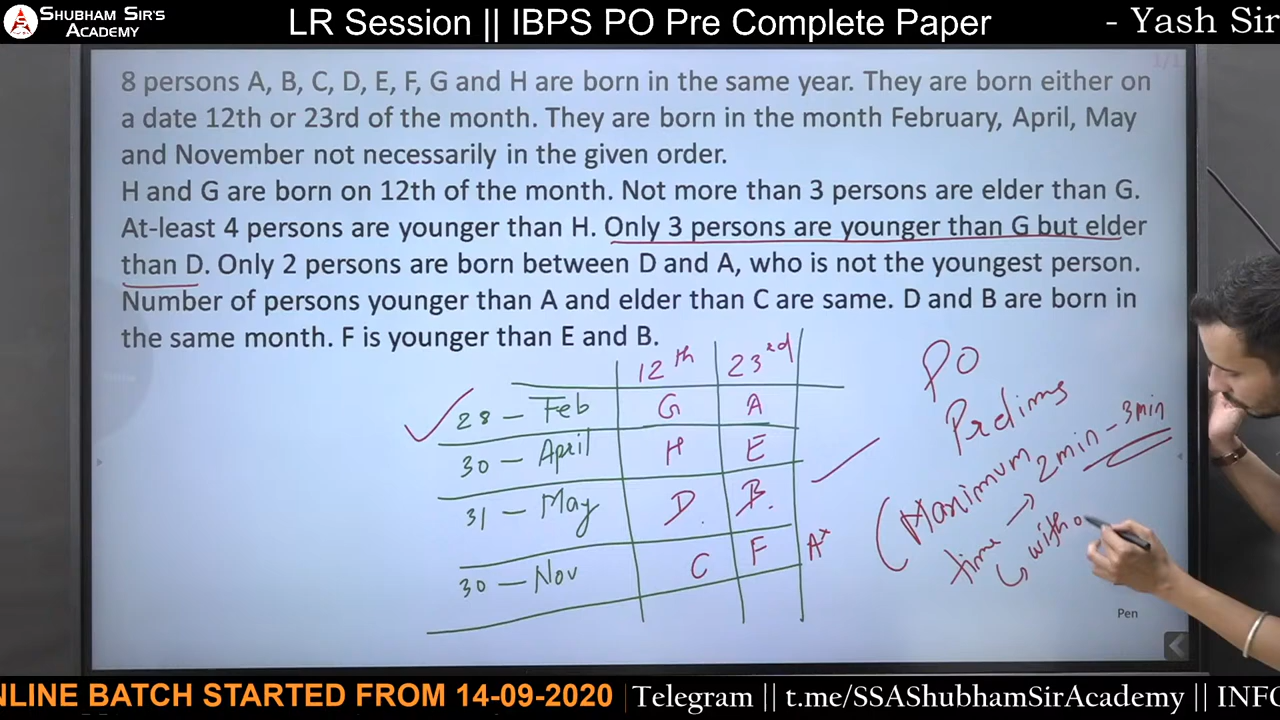 SHUBHAM SIR'S
ACADEMY
LR Session || IBPS PO Pre Complete Paper
- Yash Sir
1/1
8 persons A, B, C, D, E, F, G and H are born in the same year. They are born either on
a date 12th or 23rd of the month. They are born in the month February, April, May
and November not necessarily in the given order.
H and G are born on 12th of the month. Not more than 3 persons are elder than G.
At-least 4 persons are younger than H. Only 3 persons are younger than G but elder
than D. Only 2 persons are born between D and A, who is not the youngest person.
Number of persons younger than A and elder than C are same. D and B are born in
the same month. F is younger than E and B.
12th 23rd
28 - Feb G A
30 - April H E
31 - May D. B.
30 - Nov C F A×
PO
Prelims
(Maximum
time → 2min - 3min
with o
Pen
NLINE BATCH STARTED FROM 14-09-2020 Telegram || t.me/SSAShubhamSirAcademy || INFO